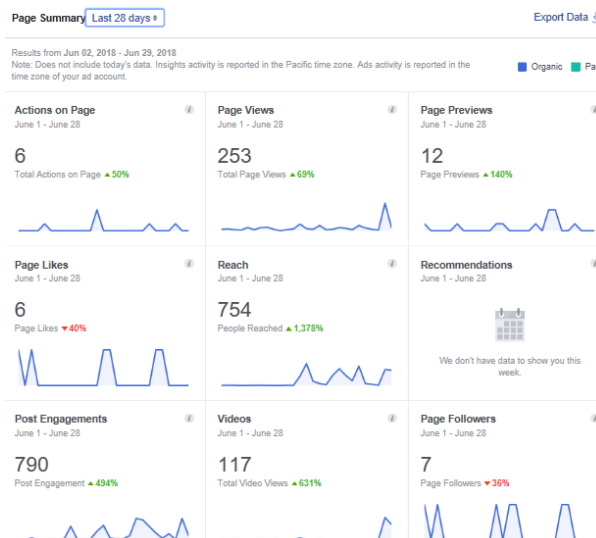 Page Summary Last 28 days
Export Data
Results from Jun 02, 2018 - Jun 29, 2018
Note: Does not include today's data. Insights activity is reported in the Pacific time zone. Ads activity is reported in the
time zone of your ad account.
Organic Pa
Actions on Page
June 1 - June 28
6
Total Actions on Page ▲50%
Page Views
June 1 - June 28
253
Total Page Views ▲69%
Page Previews
June 1 - June 28
12
Page Previews ▲140%
Page Likes
June 1 - June 28
6
Page Likes ▼40%
Reach
June 1 - June 28
754
People Reached ▲1,378%
Recommendations
June 1 - June 28
We don't have data to show you this
week.
Post Engagements
June 1 - June 28
790
Post Engagement ▲494%
Videos
June 1 - June 28
117
Total Video Views ▲631%
Page Followers
June 1 - June 28
7
Page Followers ▼36%